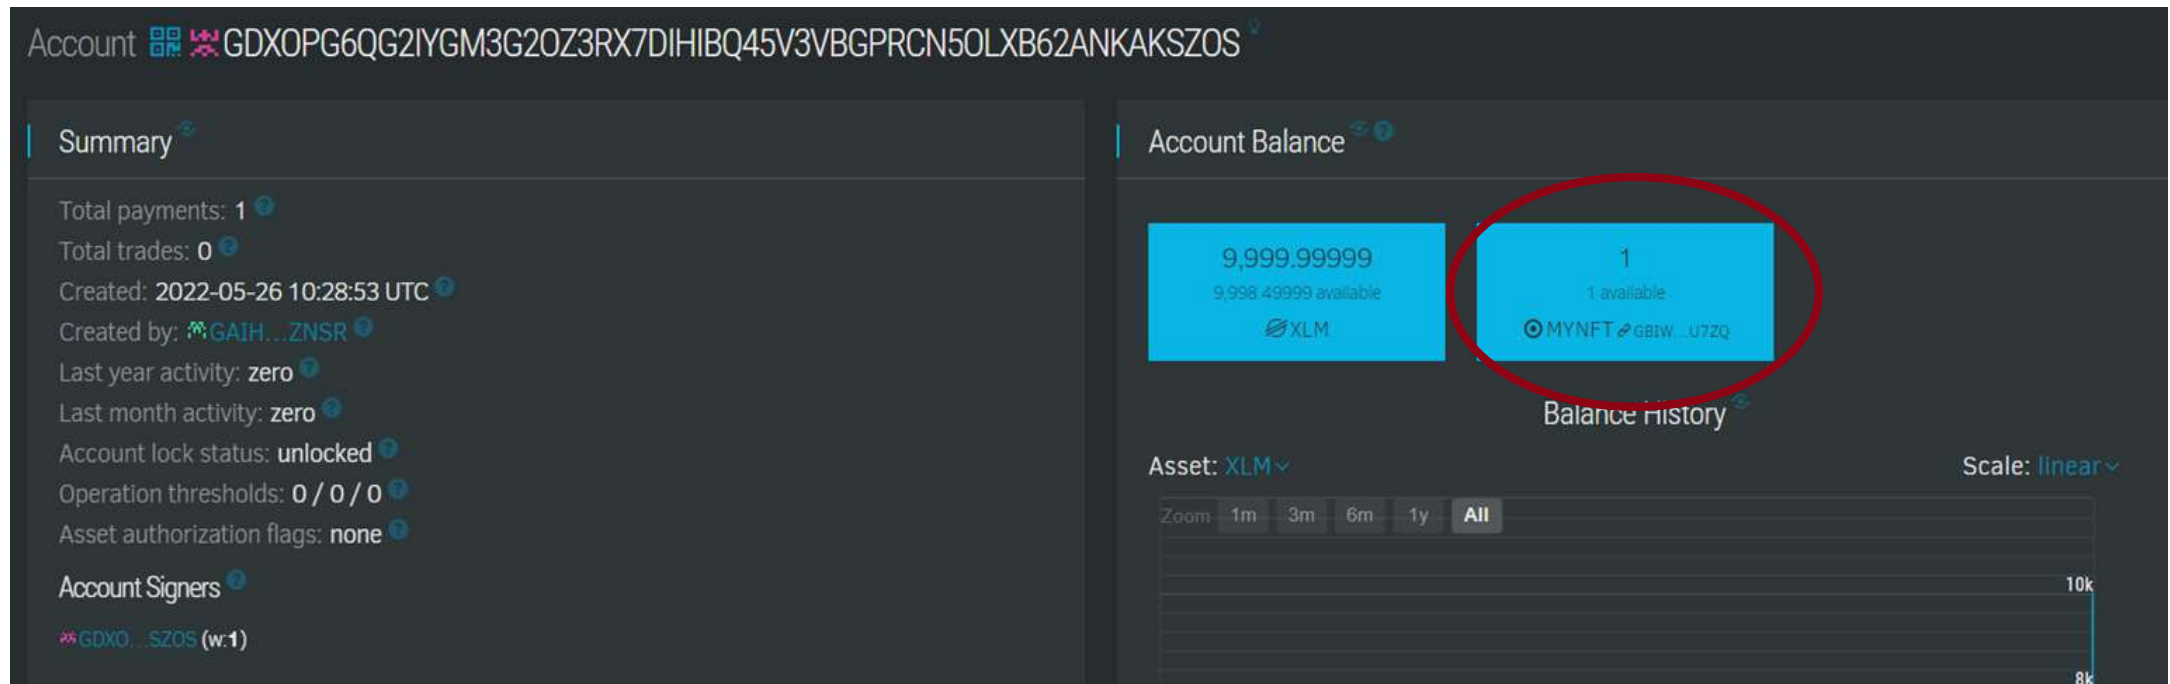 Account GDXOPG6QG2IYGM3G2OZ3RX7DIHIBQ45V3VBGPRCN5OLXB62ANKAKSZOS
Summary
Total payments: 1
Total trades: 0
Created: 2022-05-26 10:28:53 UTC
Created by: GAIH...ZNSR
Last year activity: zero
Last month activity: zero
Account lock status: unlocked
Operation thresholds: 0 / 0 / 0
Asset authorization flags: none
Account Signers
GDXO...SZOS (w:1)
Account Balance
9,999.99999
9,998.49999 available
XLM
1
1 available
MYNFT GBIW...U7ZQ
Balance History
Asset: XLM
Scale: linear
Zoom 1m 3m 6m 1y All
10k
8k